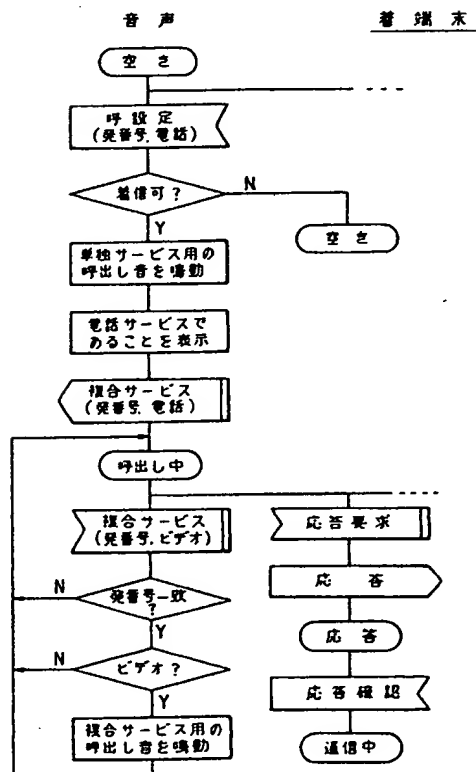 音声
着端末
空き
呼設定
(発番号,電話)
着信可?
N
Y
空き
単独サービス用の
呼出し音を鳴動
電話サービスで
あることを表示
複合サービス
(発番号,電話)
呼出し中
複合サービス
(発番号,ビデオ)
応答要求
発番号一致
?
N
Y
応答
応答
ビデオ?
N
Y
応答確認
複合サービス用の
呼出し音を鳴動
通信中